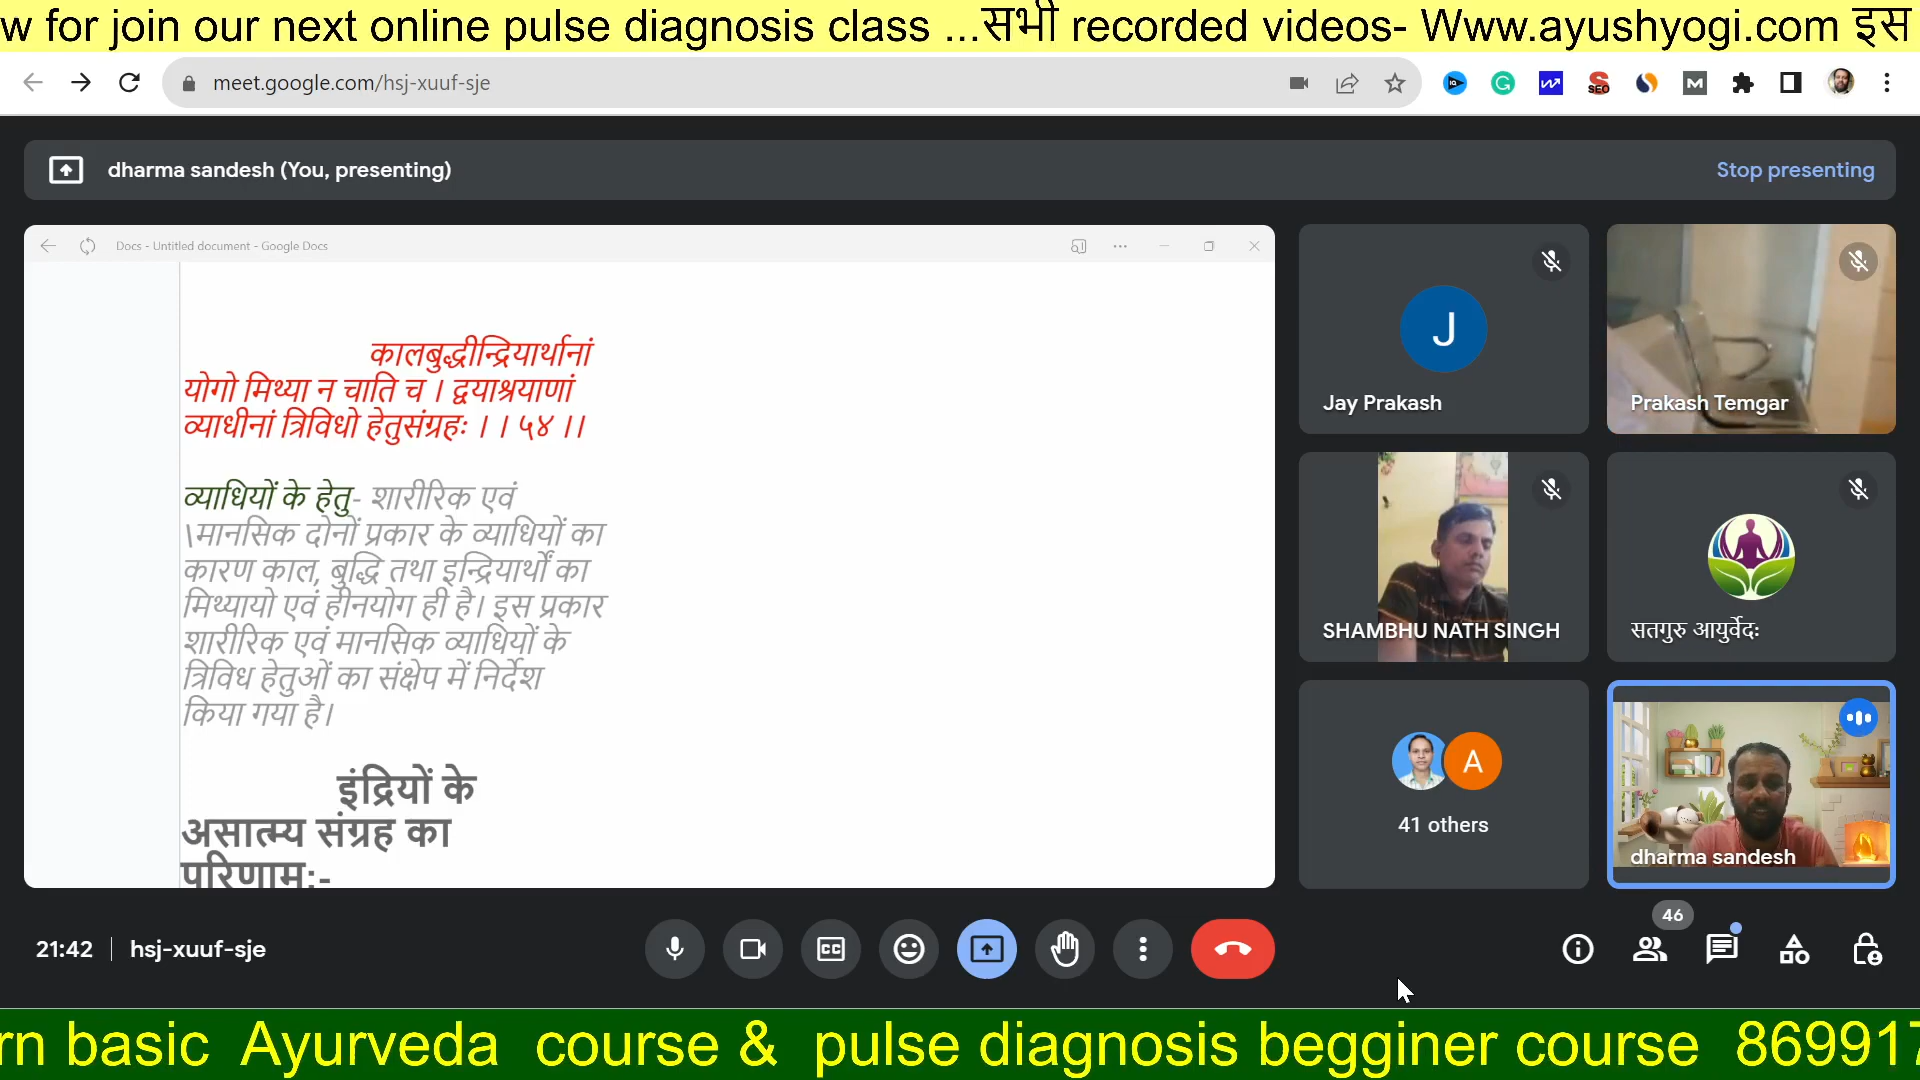 w for join our next online pulse diagnosis class ...सभी recorded videos- Www.ayushyogi.com इस
meet.google.com/hsj-xuuf-sje
dharma sandesh (You, presenting)
Stop presenting
Docs - Untitled document - Google Docs
कालबुद्धीन्द्रियार्थानां
योगो मिथ्या न चाति च । द्वयाश्रयाणां
व्याधीनां त्रिविधो हेतुसंग्रहः । । ५४ ।।
व्याधियों के हेतु- शारीरिक एवं
\मानसिक दोनों प्रकार के व्याधियों का
कारण काल, बुद्धि तथा इन्द्रियार्थों का
मिथ्यायो एवं हीनयोग ही है। इस प्रकार
शारीरिक एवं मानसिक व्याधियों के
त्रिविध हेतुओं का संक्षेप में निर्देश
किया गया है।
इंद्रियों के
असात्म्य संग्रह का
परिणाम:-
J
Jay Prakash
Prakash Temgar
SHAMBHU NATH SINGH
सतगुरु आयुर्वेदः
A
41 others
dharma sandesh
21:42
hsj-xuuf-sje
CC
46
rn basic Ayurveda course & pulse diagnosis begginer course 869917